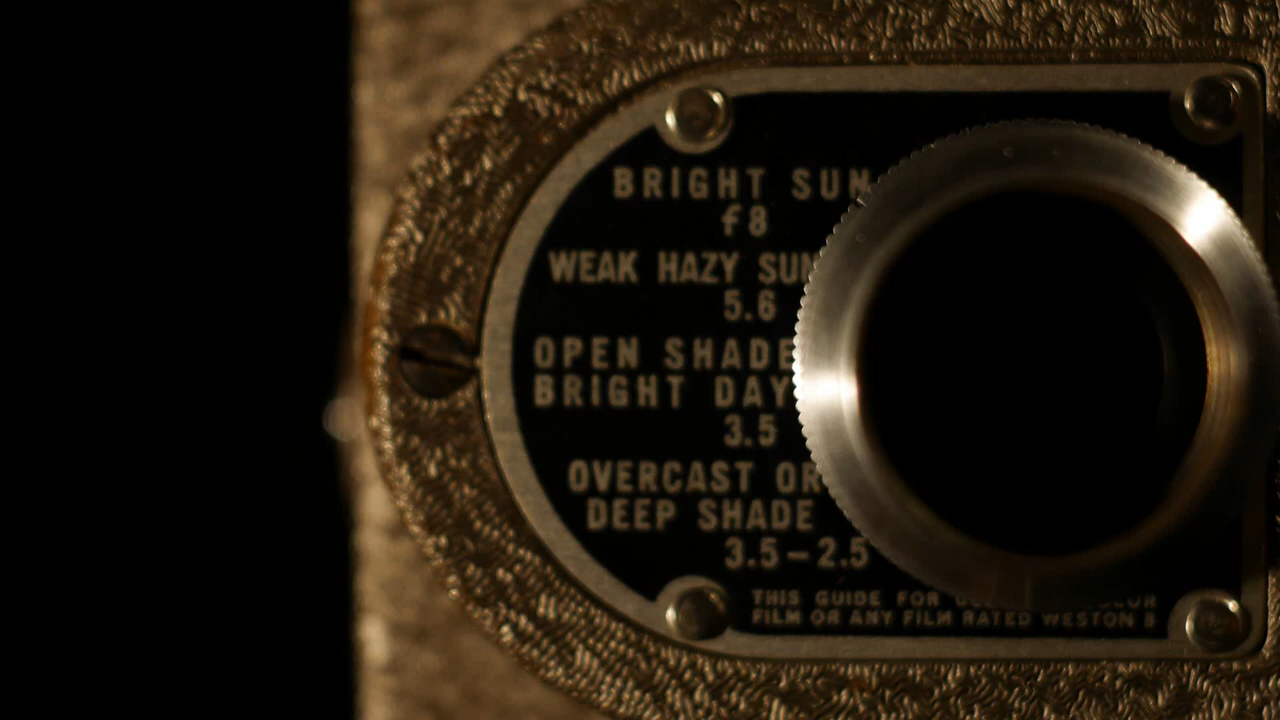 BRIGHT SUN
f8
WEAK HAZY SUN
5.6
OPEN SHADE
BRIGHT DAY
3.5
OVERCAST OR
DEEP SHADE
3.5-2.5
THIS GUIDE FOR
FILM OR ANY FILM RATED WESTON 8